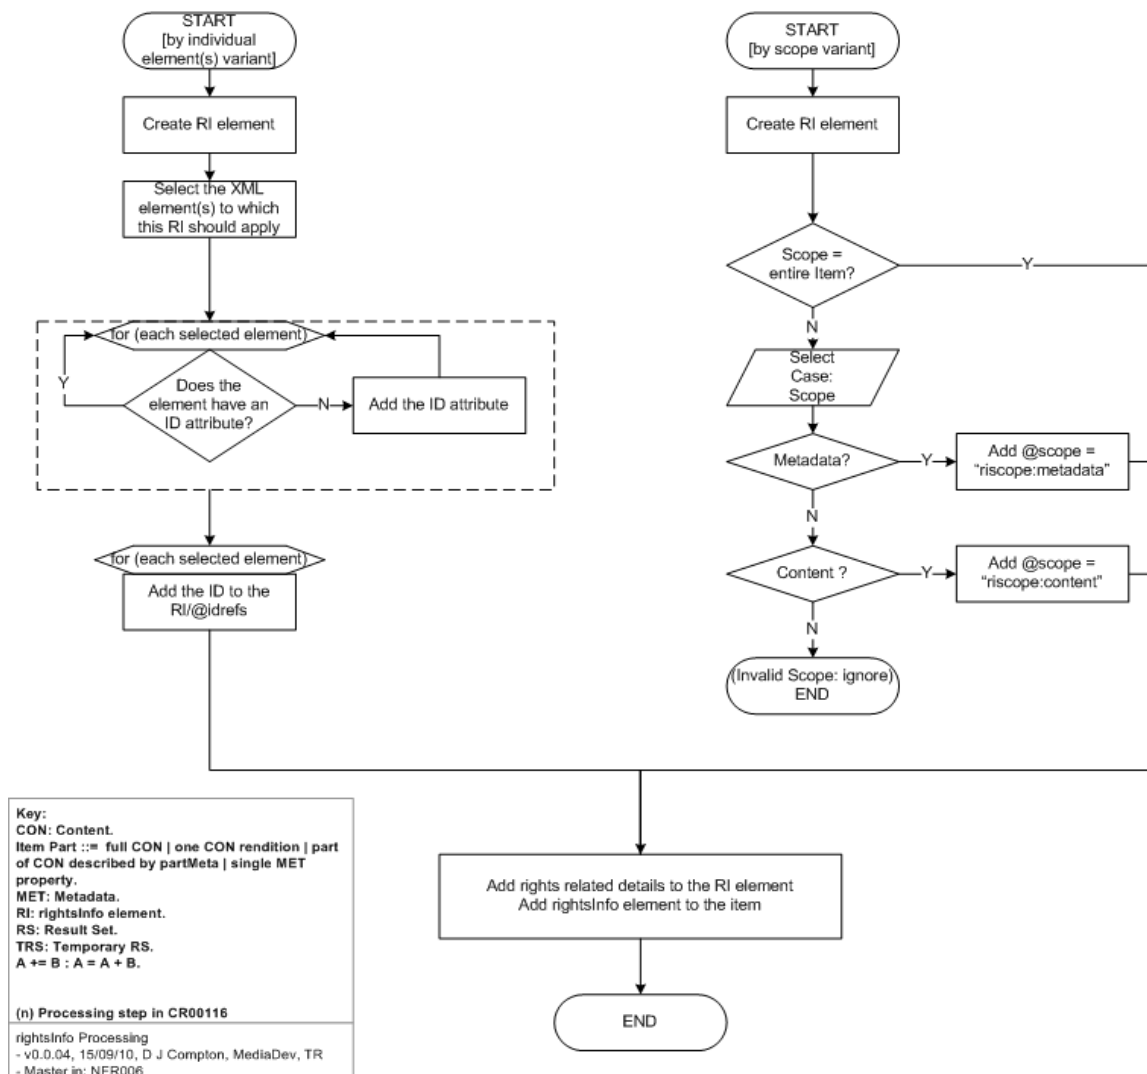 START
[by individual
element(s) variant]
Create RI element
Select the XML
element(s) to which
this RI should apply
for (each selected element)
Y
Does the
element have an
ID attribute?
N
Add the ID attribute
for (each selected element)
Add the ID to the
RI/@idrefs
START
[by scope variant]
Create RI element
Scope =
entire Item?
Y
N
Select
Case:
Scope
Metadata?
Y
Add @scope =
“riscope:metadata”
N
Content ?
Y
Add @scope =
“riscope:content”
N
(Invalid Scope: ignore)
END
Add rights related details to the RI element
Add rightsInfo element to the item
END
Key:
CON: Content.
Item Part ::= full CON | one CON rendition | part
of CON described by partMeta | single MET
property.
MET: Metadata.
RI: rightsInfo element.
RS: Result Set.
TRS: Temporary RS.
A += B : A = A + B.
(n) Processing step in CR00116
rightsInfo Processing
- v0.0.04, 15/09/10, D J Compton, MediaDev, TR
- Master in: NFR006